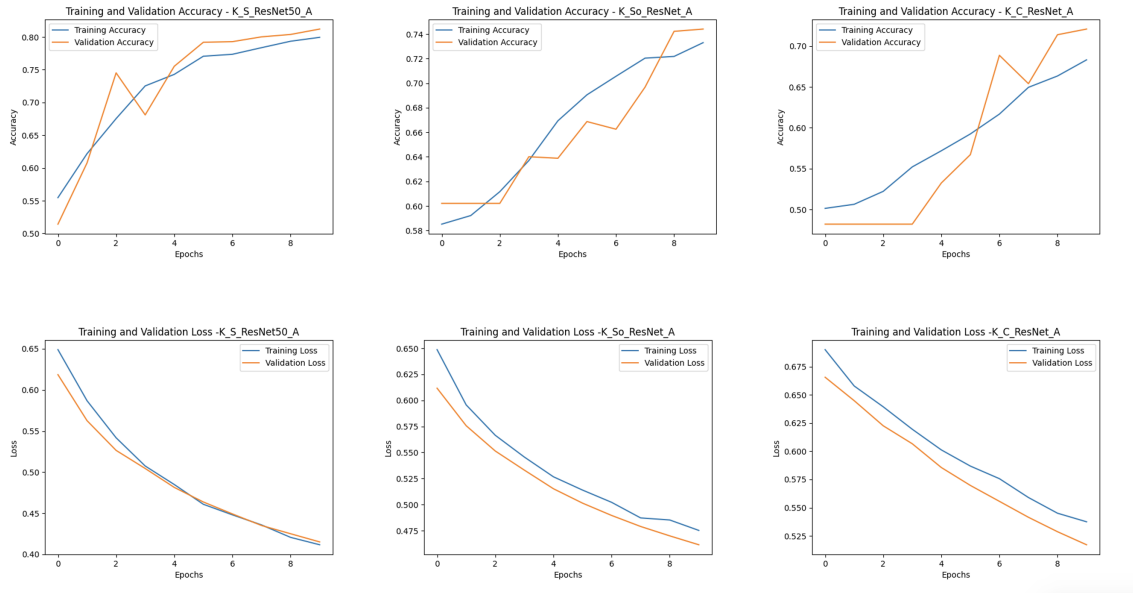 Training and Validation Accuracy - K_S_ResNet50_A
Training Accuracy
Validation Accuracy
0.80
0.75
0.70
0.65
0.60
0.55
0.50
Accuracy
0 2 4 6 8
Epochs
Training and Validation Accuracy - K_So_ResNet_A
Training Accuracy
Validation Accuracy
0.74
0.72
0.70
0.68
0.66
0.64
0.62
0.60
0.58
Accuracy
0 2 4 6 8
Epochs
Training and Validation Accuracy - K_C_ResNet_A
Training Accuracy
Validation Accuracy
0.70
0.65
0.60
0.55
0.50
Accuracy
0 2 4 6 8
Epochs
Training and Validation Loss -K_S_ResNet50_A
Training Loss
Validation Loss
0.65
0.60
0.55
0.50
0.45
0.40
Loss
0 2 4 6 8
Epochs
Training and Validation Loss -K_So_ResNet_A
Training Loss
Validation Loss
0.650
0.625
0.600
0.575
0.550
0.525
0.500
0.475
Loss
0 2 4 6 8
Epochs
Training and Validation Loss -K_C_ResNet_A
Training Loss
Validation Loss
0.675
0.650
0.625
0.600
0.575
0.550
0.525
Loss
0 2 4 6 8
Epochs